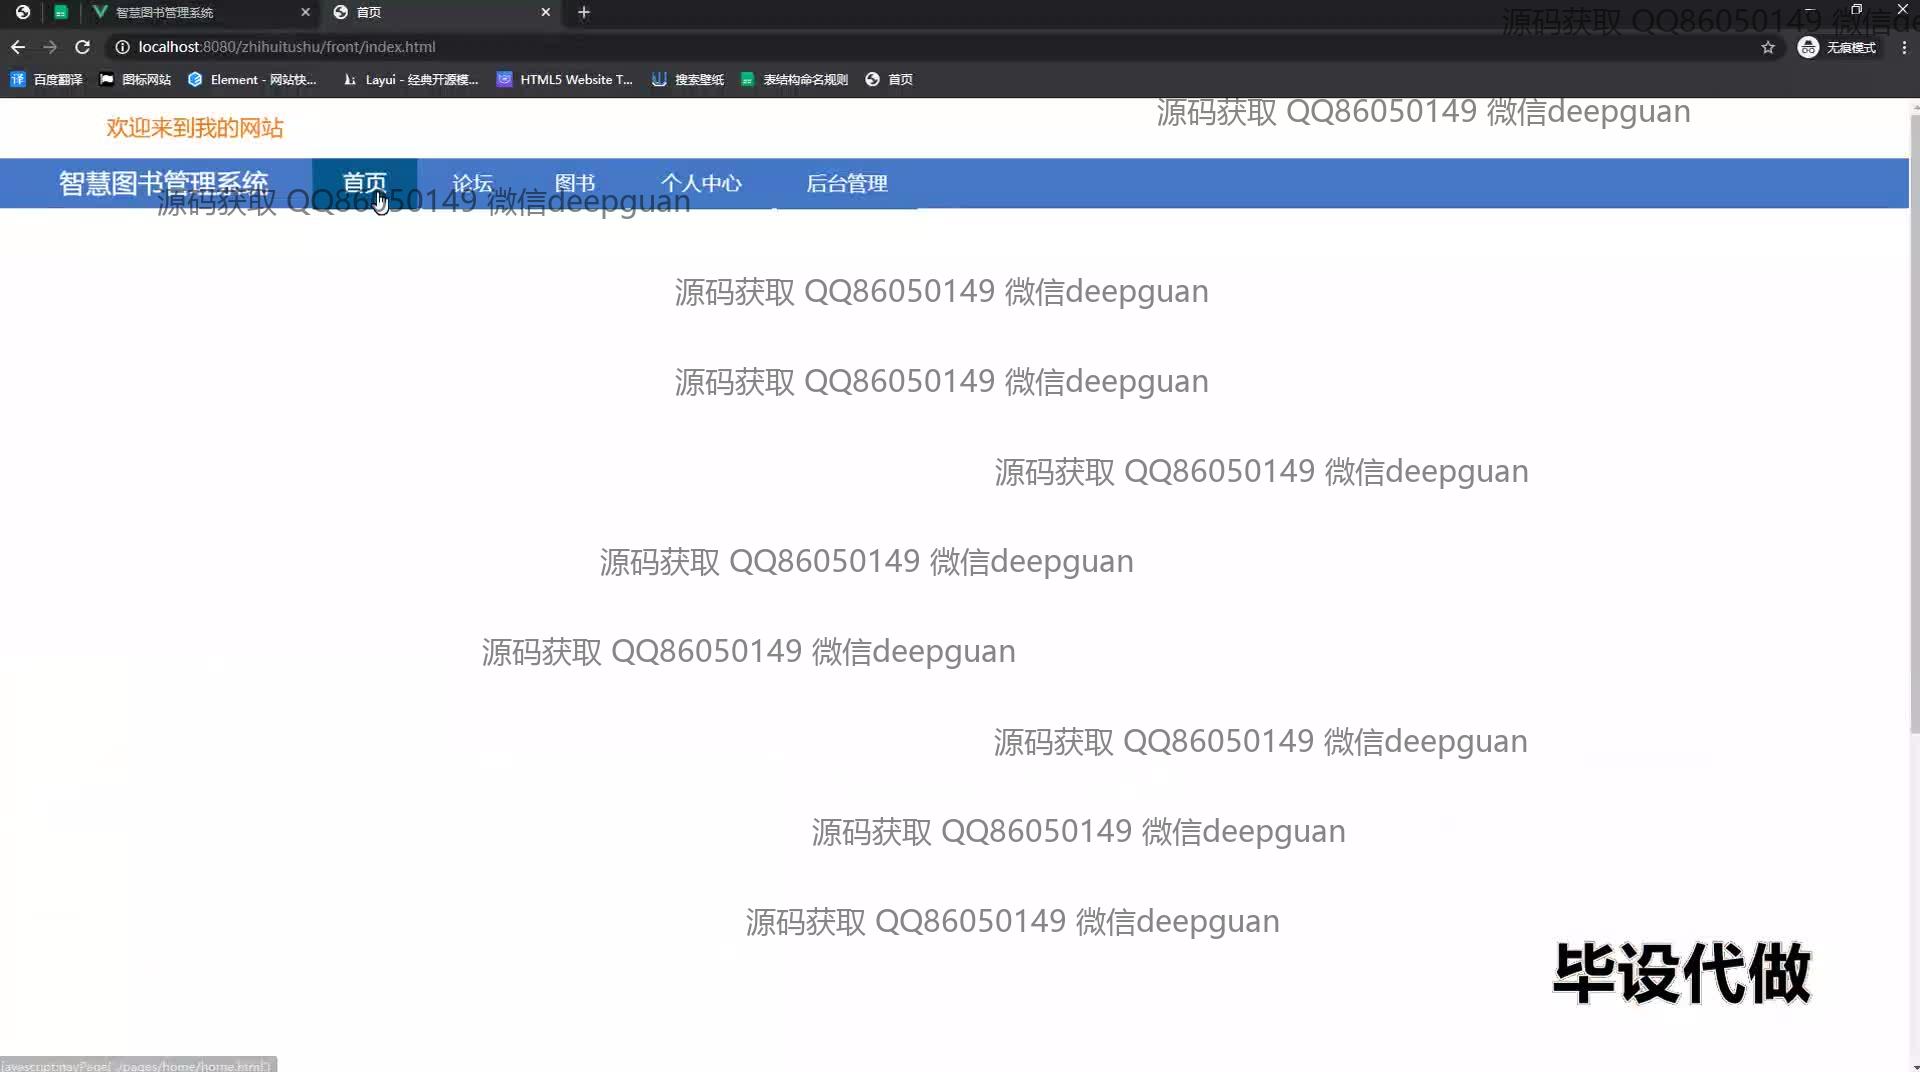 智慧图书管理系统
首页
源码获取 QQ86050149 微信de
localhost:8080/zhihuitushu/front/index.html
无痕模式
百度翻译
图标网站
Element - 网站快...
Layui - 经典开源模...
HTML5 Website T...
搜索壁纸
表结构命名规则
首页
源码获取 QQ86050149 微信deepguan
欢迎来到我的网站
智慧图书管理系统
首页
论坛
图书
个人中心
后台管理
源码获取 QQ86050149 微信deepguan
源码获取 QQ86050149 微信deepguan
源码获取 QQ86050149 微信deepguan
源码获取 QQ86050149 微信deepguan
源码获取 QQ86050149 微信deepguan
源码获取 QQ86050149 微信deepguan
源码获取 QQ86050149 微信deepguan
源码获取 QQ86050149 微信deepguan
源码获取 QQ86050149 微信deepguan
毕设代做
javascript:navPage('./pages/home/home.html')